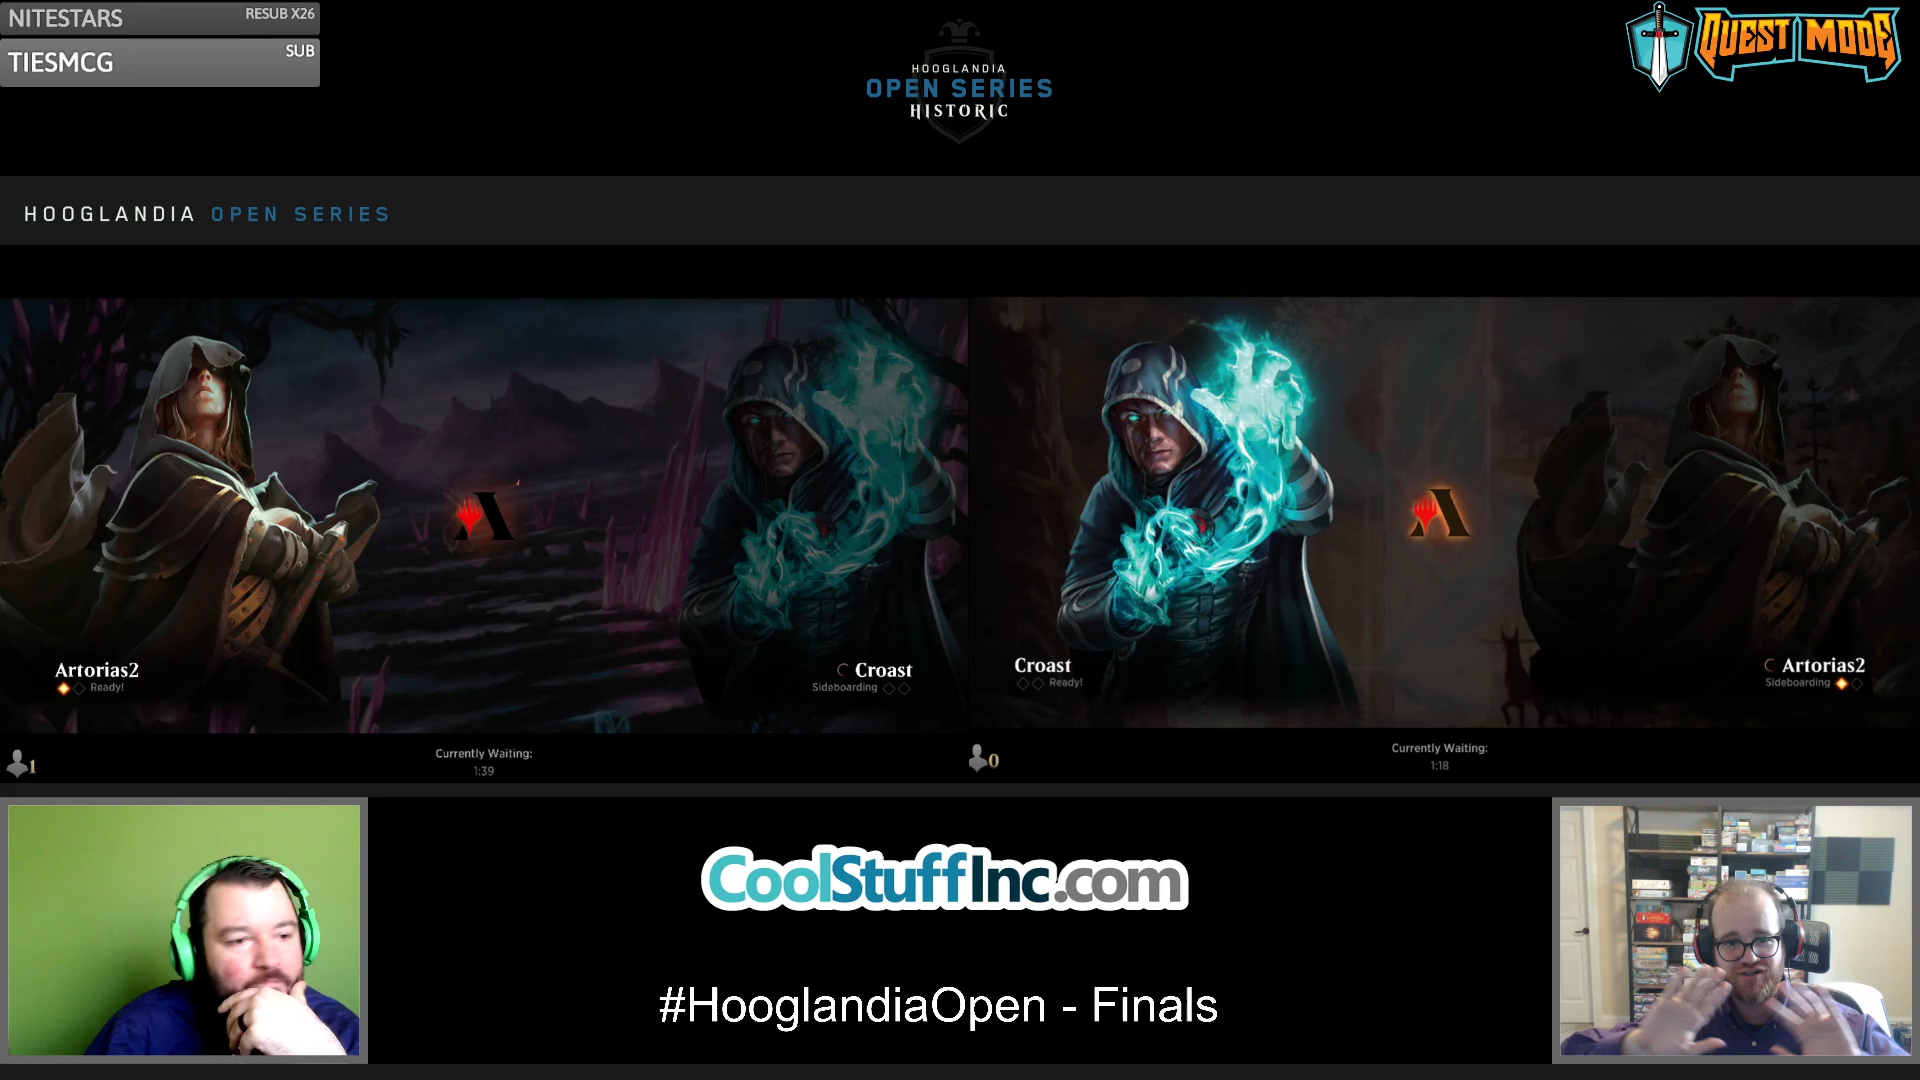 NITESTARS RESUB X26
TIESMCG SUB
HOOGLANDIA
OPEN SERIES
HISTORIC
QUEST MODE
HOOGLANDIA OPEN SERIES
Artorias2
Ready!
Croast
Sideboarding
Croast
Ready!
Artorias2
Sideboarding
1
Currently Waiting:
1:39
0
Currently Waiting:
1:18
CoolStuffInc.com
#HooglandiaOpen - Finals